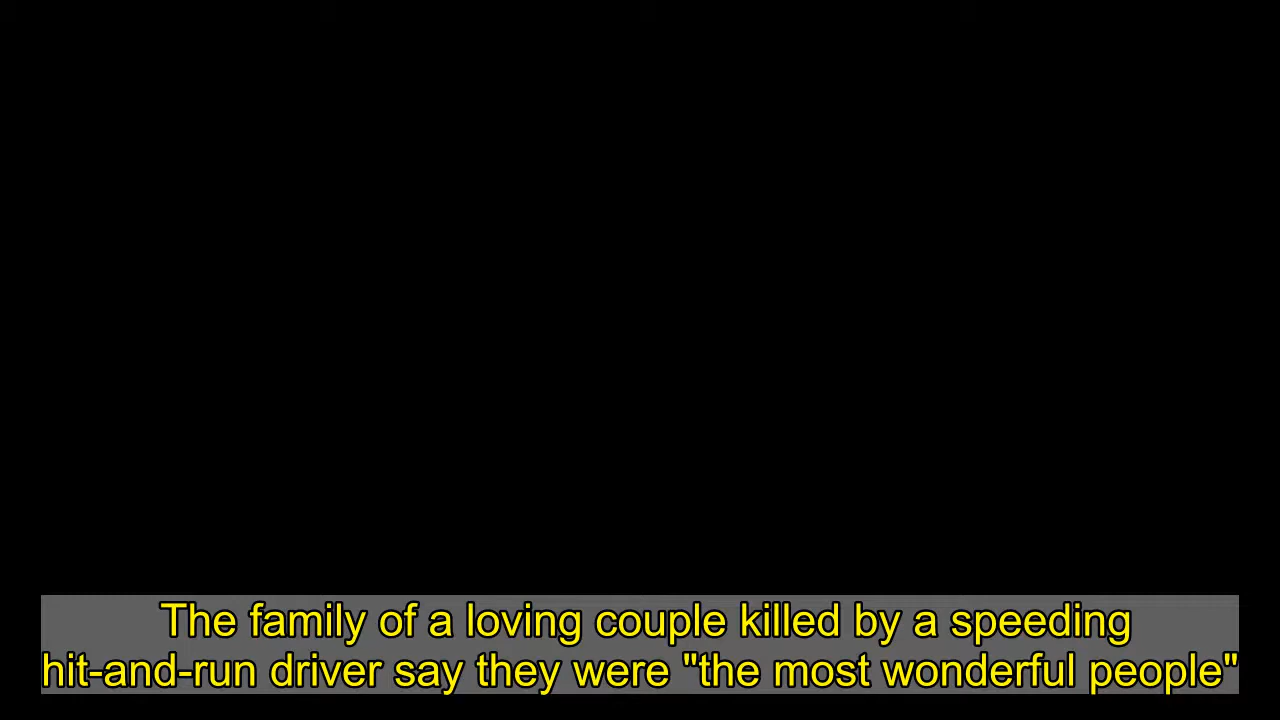 The family of a loving couple killed by a speeding
hit-and-run driver say they were "the most wonderful people"